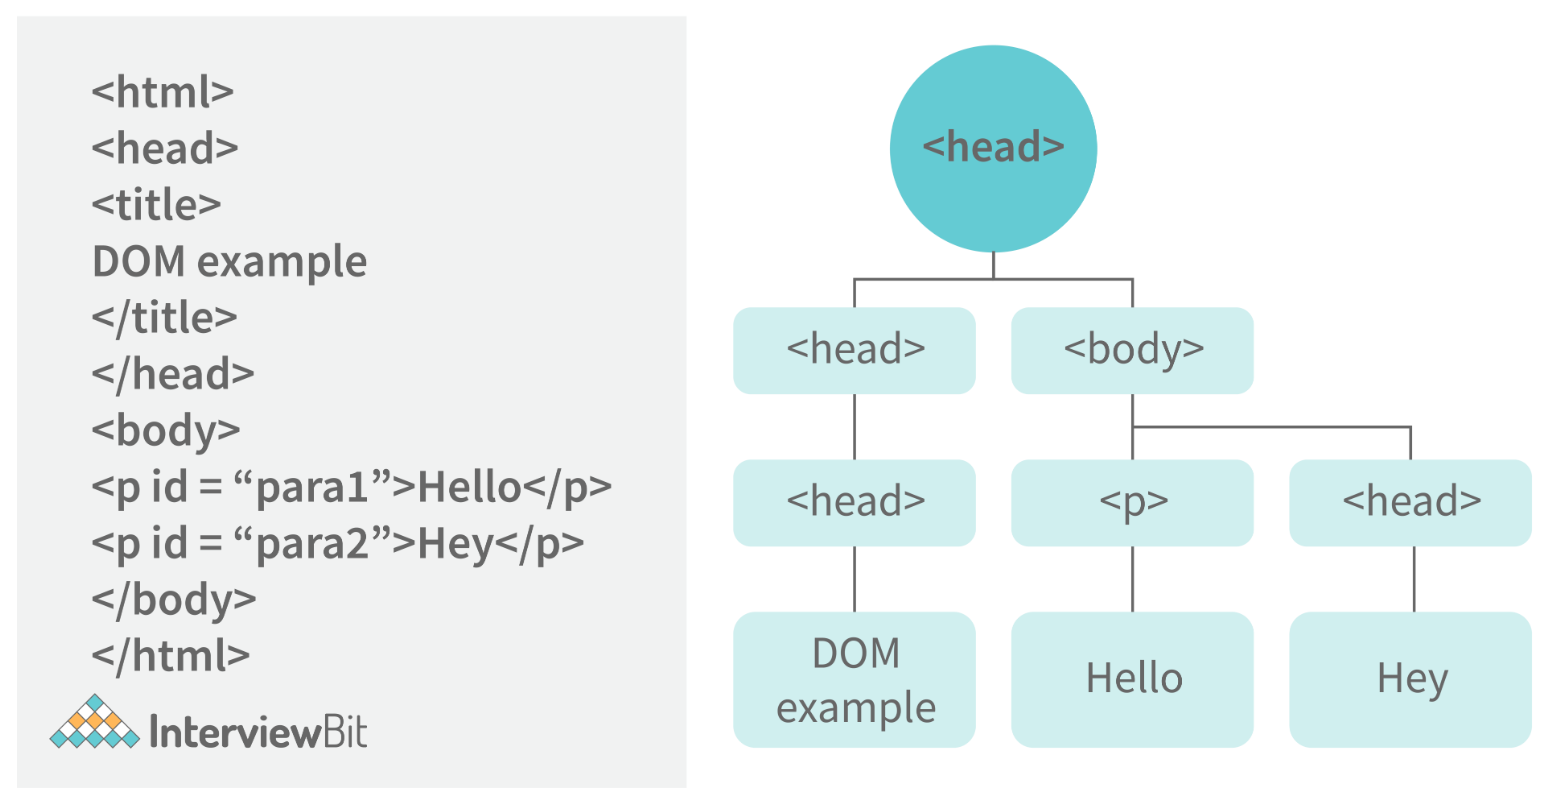 <html>
<head>
<title>
DOM example
</title>
</head>
<body>
<p id = “para1”>Hello</p>
<p id = “para2”>Hey</p>
</body>
</html>
InterviewBit
<head>
<head>
<body>
<head>
<p>
<head>
DOM
example
Hello
Hey